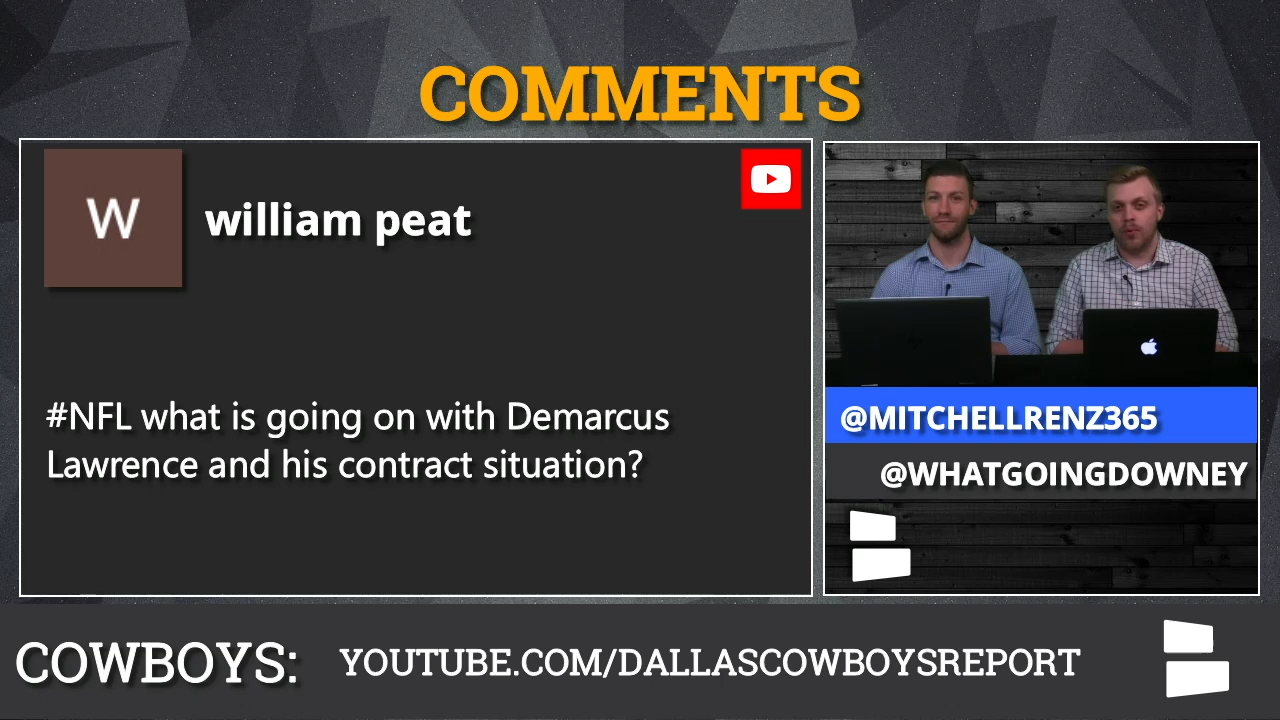 COMMENTS
W
william peat
#NFL what is going on with Demarcus
Lawrence and his contract situation?
@MITCHELLRENZ365
@WHATGOINGDOWNEY
COWBOYS:
YOUTUBE.COM/DALLASCOWBOYSREPORT